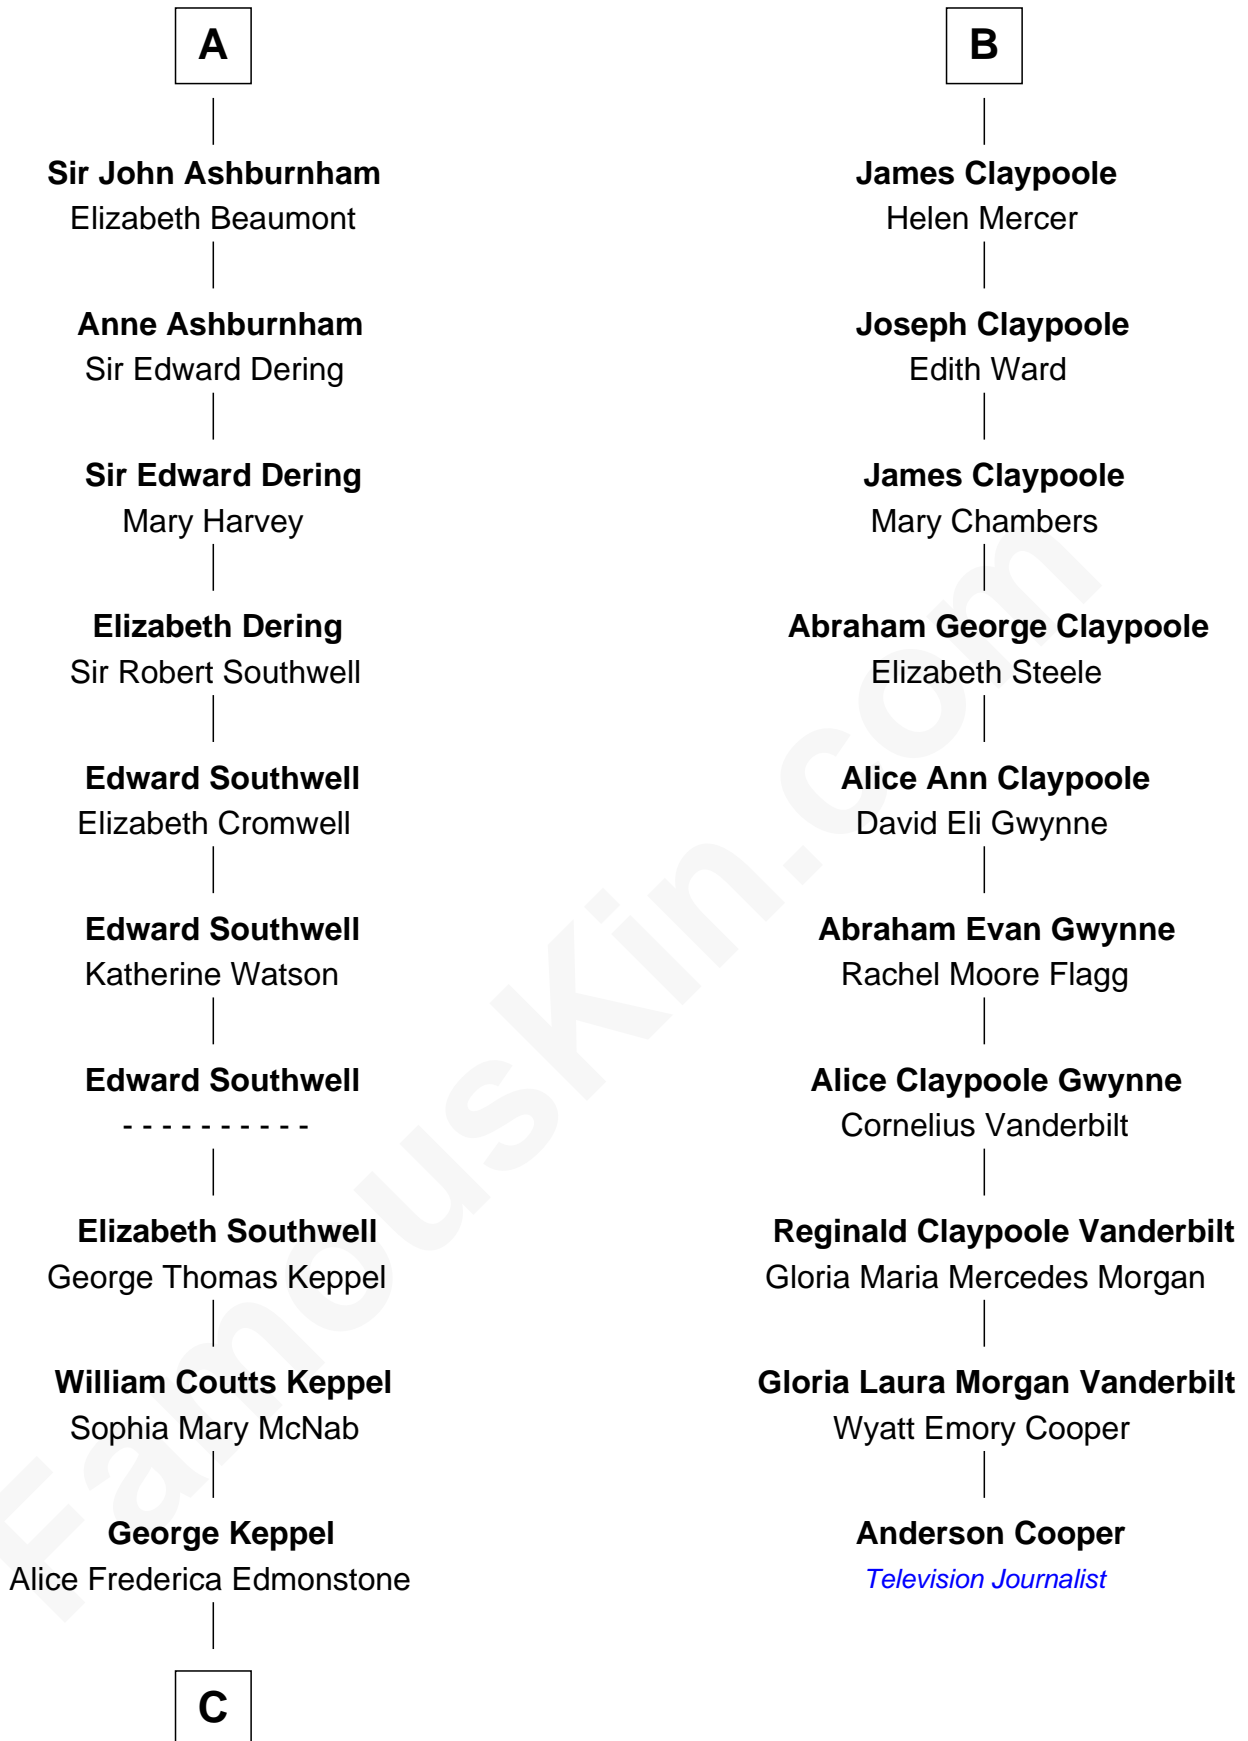 A
Sir John Ashburnham
Elizabeth Beaumont
Anne Ashburnham
Sir Edward Dering
Sir Edward Dering
Mary Harvey
Elizabeth Dering
Sir Robert Southwell
Edward Southwell
Elizabeth Cromwell
Edward Southwell
Katherine Watson
Edward Southwell
- - - - - - - - - -
Elizabeth Southwell
George Thomas Keppel
William Coutts Keppel
Sophia Mary McNab
George Keppel
Alice Frederica Edmonstone
C
B
James Claypoole
Helen Mercer
Joseph Claypoole
Edith Ward
James Claypoole
Mary Chambers
Abraham George Claypoole
Elizabeth Steele
Alice Ann Claypoole
David Eli Gwynne
Abraham Evan Gwynne
Rachel Moore Flagg
Alice Claypoole Gwynne
Cornelius Vanderbilt
Reginald Claypoole Vanderbilt
Gloria Maria Mercedes Morgan
Gloria Laura Morgan Vanderbilt
Wyatt Emory Cooper
Anderson Cooper
Television Journalist
FamousKin.com